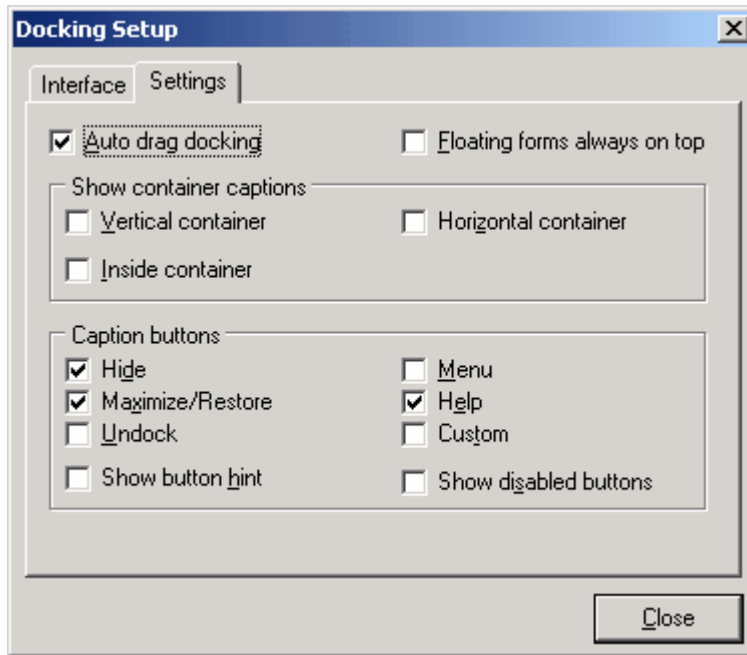 Docking Setup
Interface Settings
Auto drag docking Floating forms always on top
Show container captions
Vertical container Horizontal container
Inside container
Caption buttons
Hide Menu
Maximize/Restore Help
Undock Custom
Show button hint Show disabled buttons
Close